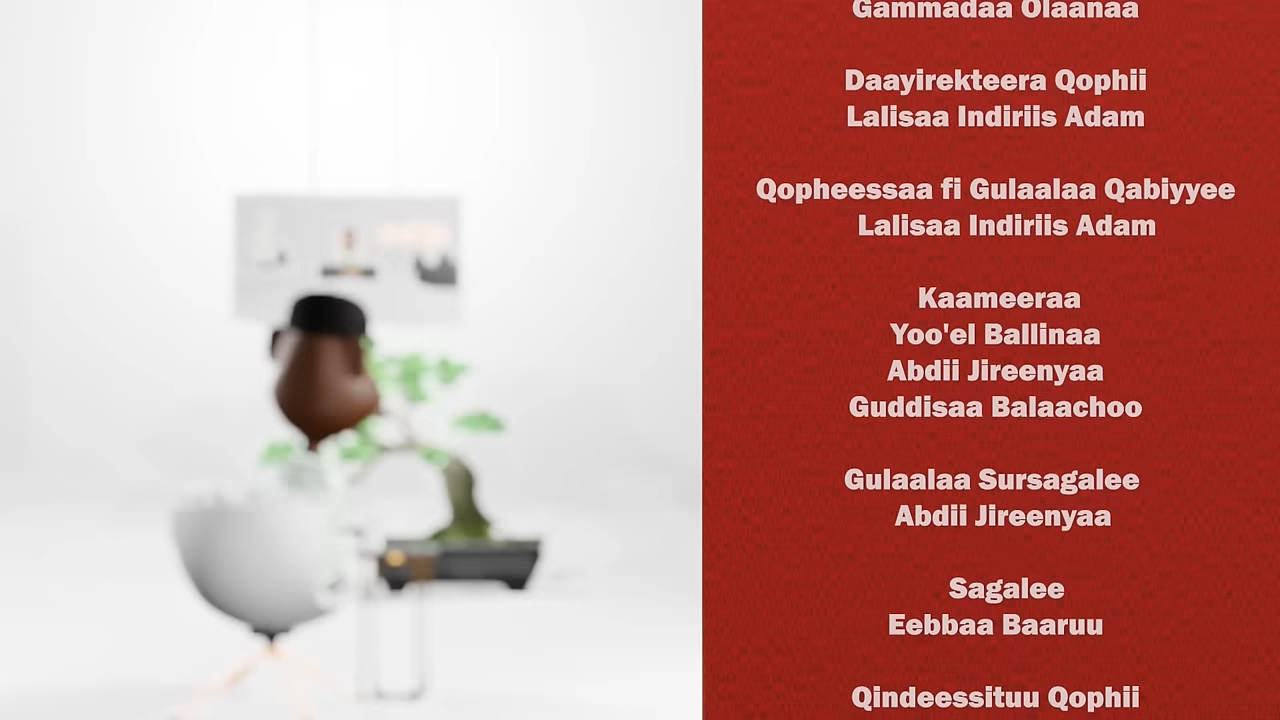 Gammadaa Olaanaa
Daayirekteera Qophii
Lalisaa Indiriis Adam
Qopheessaa fi Gulaalaa Qabiyyee
Lalisaa Indiriis Adam
Kaameeraa
Yoo'el Ballinaa
Abdii Jireenyaa
Guddisaa Balaachoo
Gulaalaa Sursagalee
Abdii Jireenyaa
Sagalee
Eebbaa Baaruu
Qindeessituu Qophii